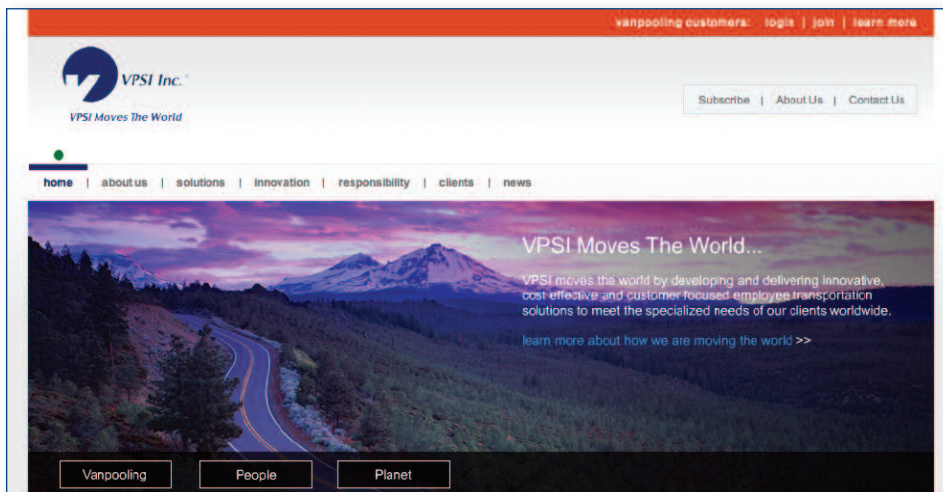 vanpooling customers: login | join | learn more
VPSI Inc.™
VPSI Moves The World
Subscribe | About Us | Contact Us
home | about us | solutions | innovation | responsibility | clients | news
VPSI Moves The World...
VPSI moves the world by developing and delivering innovative,
cost effective and customer focused employee transportation
solutions to meet the specialized needs of our clients worldwide.
learn more about how we are moving the world >>
Vanpooling People Planet